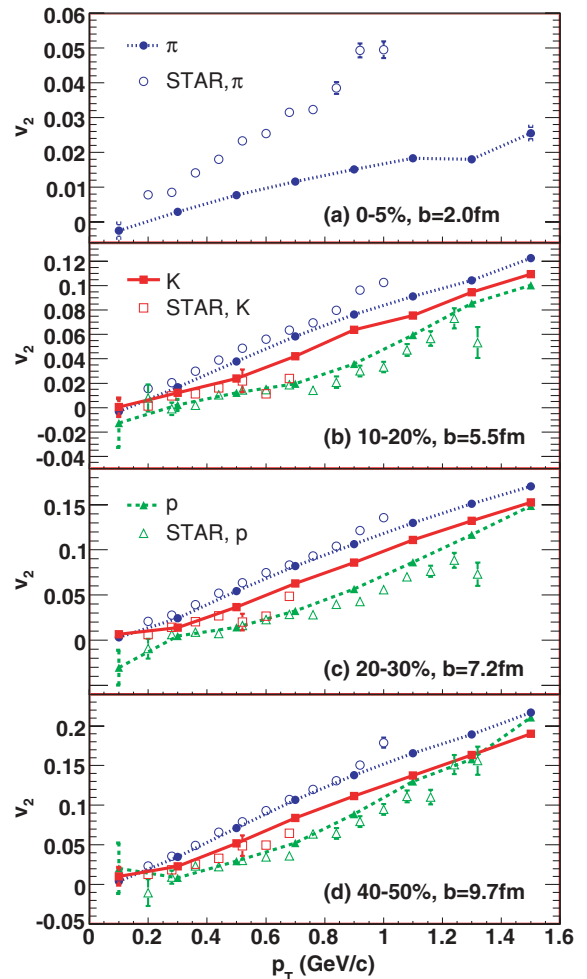 0.06
0.05
0.04
0.03
0.02
0.01
0
v2
π
STAR, π
(a) 0-5%, b=2.0fm
0.12
0.1
0.08
0.06
0.04
0.02
0
-0.02
-0.04
v2
K
STAR, K
(b) 10-20%, b=5.5fm
0.15
0.1
0.05
0
v2
p
STAR, p
(c) 20-30%, b=7.2fm
0.2
0.15
0.1
0.05
0
-0.05
v2
(d) 40-50%, b=9.7fm
0 0.2 0.4 0.6 0.8 1 1.2 1.4 1.6
pT (GeV/c)